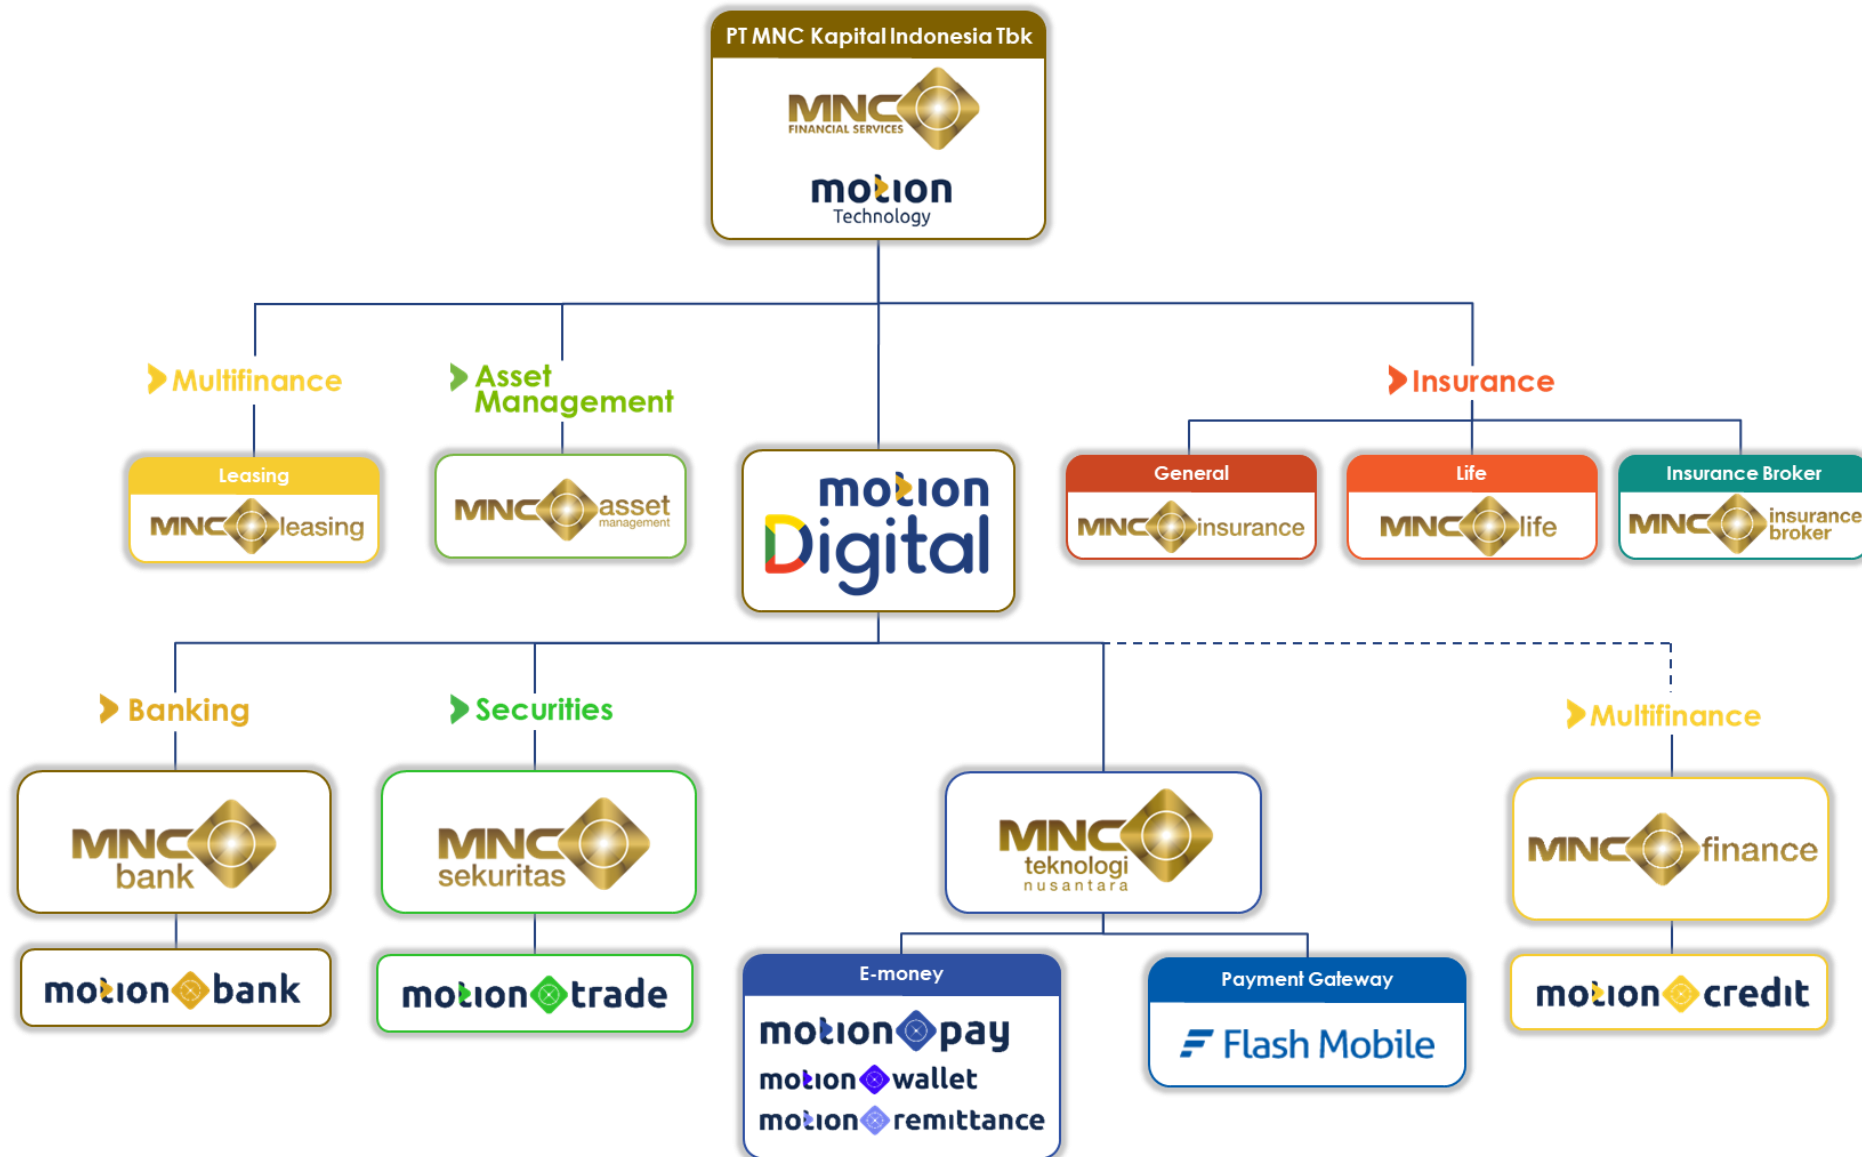 PT MNC Kapital Indonesia Tbk
MNC
FINANCIAL SERVICES
motion
Technology
Multifinance
Asset
Management
Insurance
Leasing
MNC leasing
MNC asset
management
motion
Digital
General
MNC insurance
Life
MNC life
Insurance Broker
MNC insurance
broker
Banking
Securities
Multifinance
MNC
bank
MNC
sekuritas
MNC
teknologi
nusantara
MNC finance
motion bank
motion trade
E-money
motion pay
motion wallet
motion remittance
Payment Gateway
Flash Mobile
motion credit